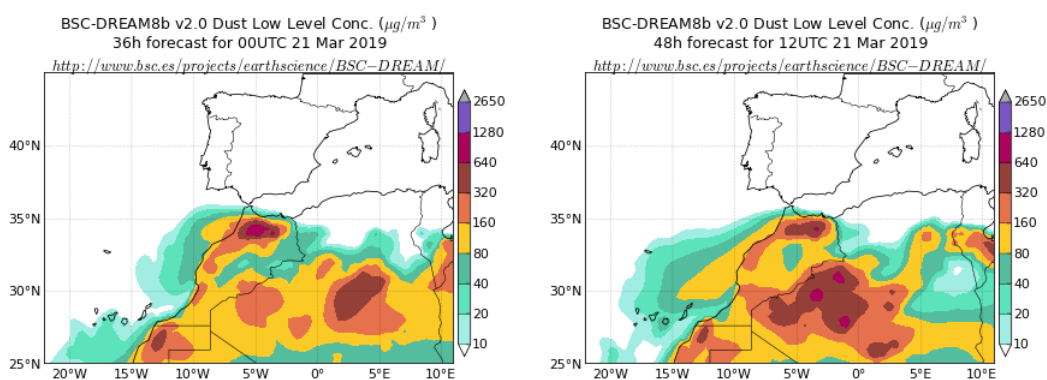 BSC-DREAM8b v2.0 Dust Low Level Conc. (μg/m³ )
36h forecast for 00UTC 21 Mar 2019
http://www.bsc.es/projects/earthscience/BSC−DREAM/
2650
1280
640
320
160
80
40
20
10
40°N
35°N
30°N
25°N
20°W
15°W
10°W
5°W
0°
5°E
10°E
BSC-DREAM8b v2.0 Dust Low Level Conc. (μg/m³ )
48h forecast for 12UTC 21 Mar 2019
http://www.bsc.es/projects/earthscience/BSC−DREAM/
2650
1280
640
320
160
80
40
20
10
40°N
35°N
30°N
25°N
20°W
15°W
10°W
5°W
0°
5°E
10°E